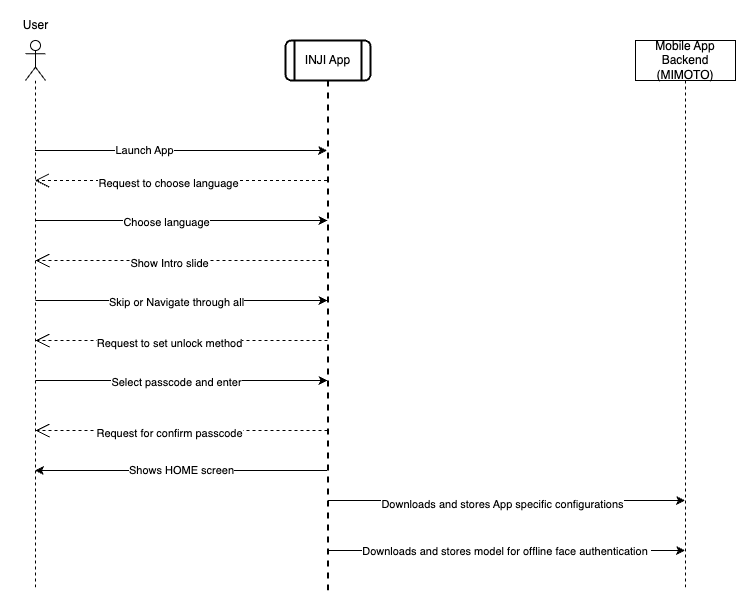 User
INJI App
Mobile App
Backend
(MIMOTO)
Launch App
Request to choose language
Choose language
Show Intro slide
Skip or Navigate through all
Request to set unlock method
Select passcode and enter
Request for confirm passcode
Shows HOME screen
Downloads and stores App specific configurations
Downloads and stores model for offline face authentication